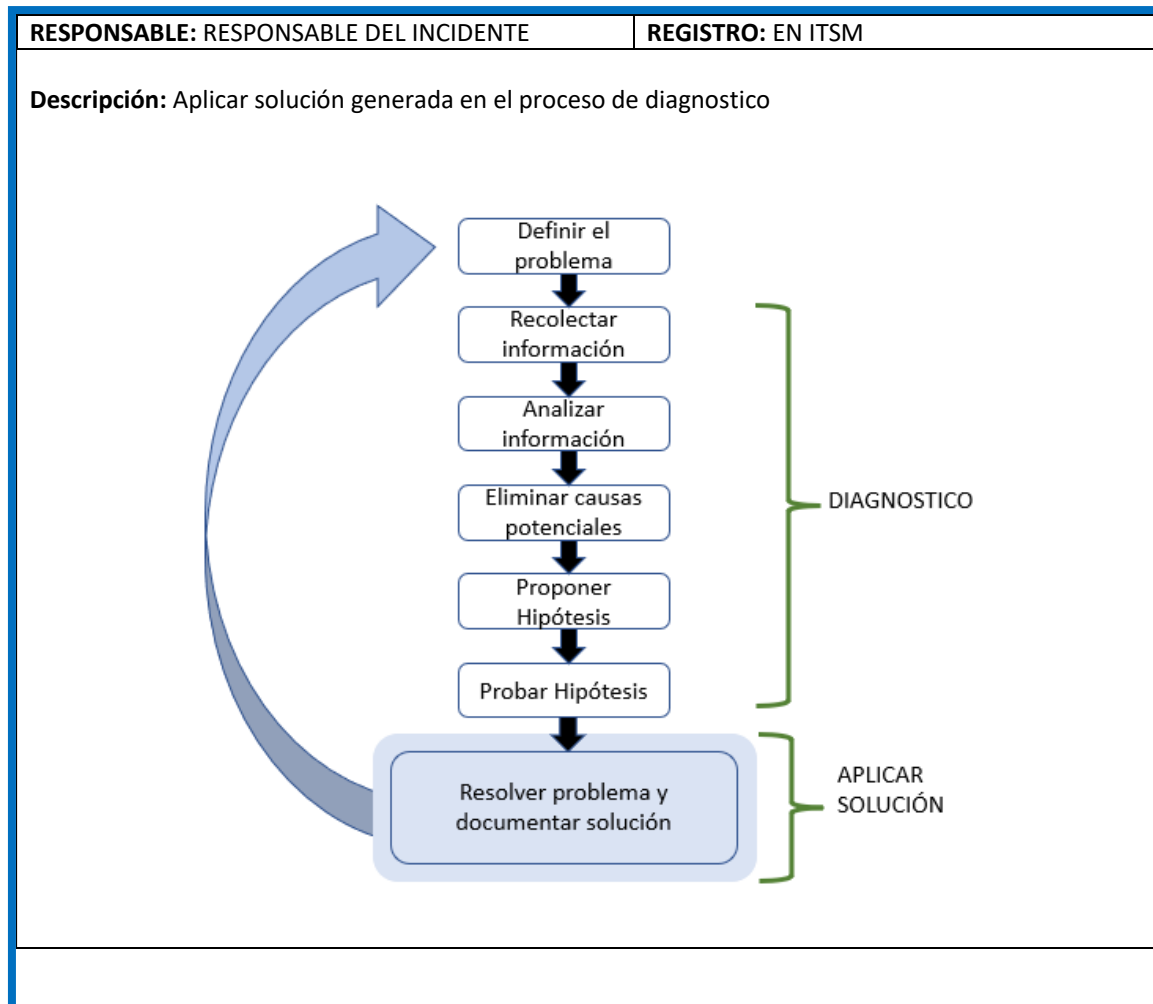 RESPONSABLE: RESPONSABLE DEL INCIDENTE
REGISTRO: EN ITSM
Descripción: Aplicar solución generada en el proceso de diagnostico
Definir el
problema
Recolectar
información
Analizar
información
Eliminar causas
potenciales
DIAGNOSTICO
Proponer
Hipótesis
Probar Hipótesis
Resolver problema y
documentar solución
APLICAR
SOLUCIÓN